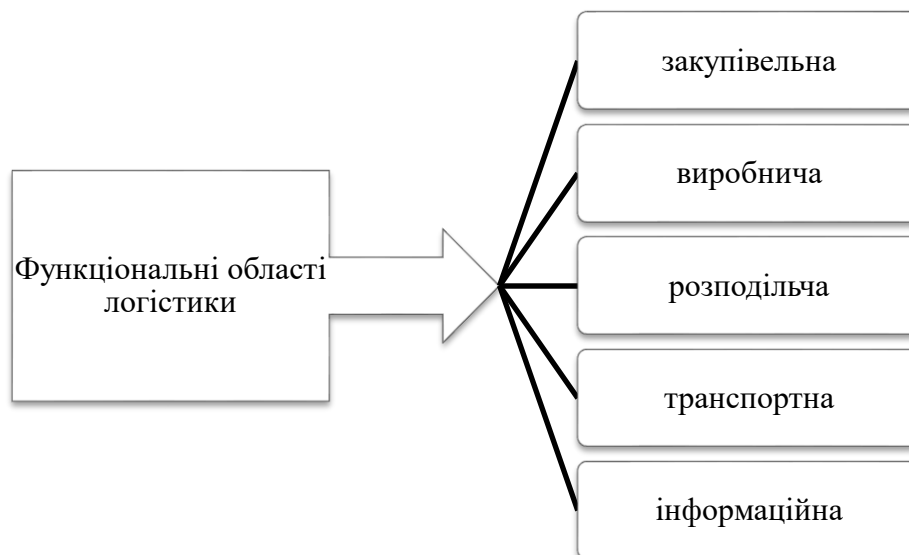 закупівельна
виробнича
Функціональні області
логістики
розподільча
транспортна
інформаційна